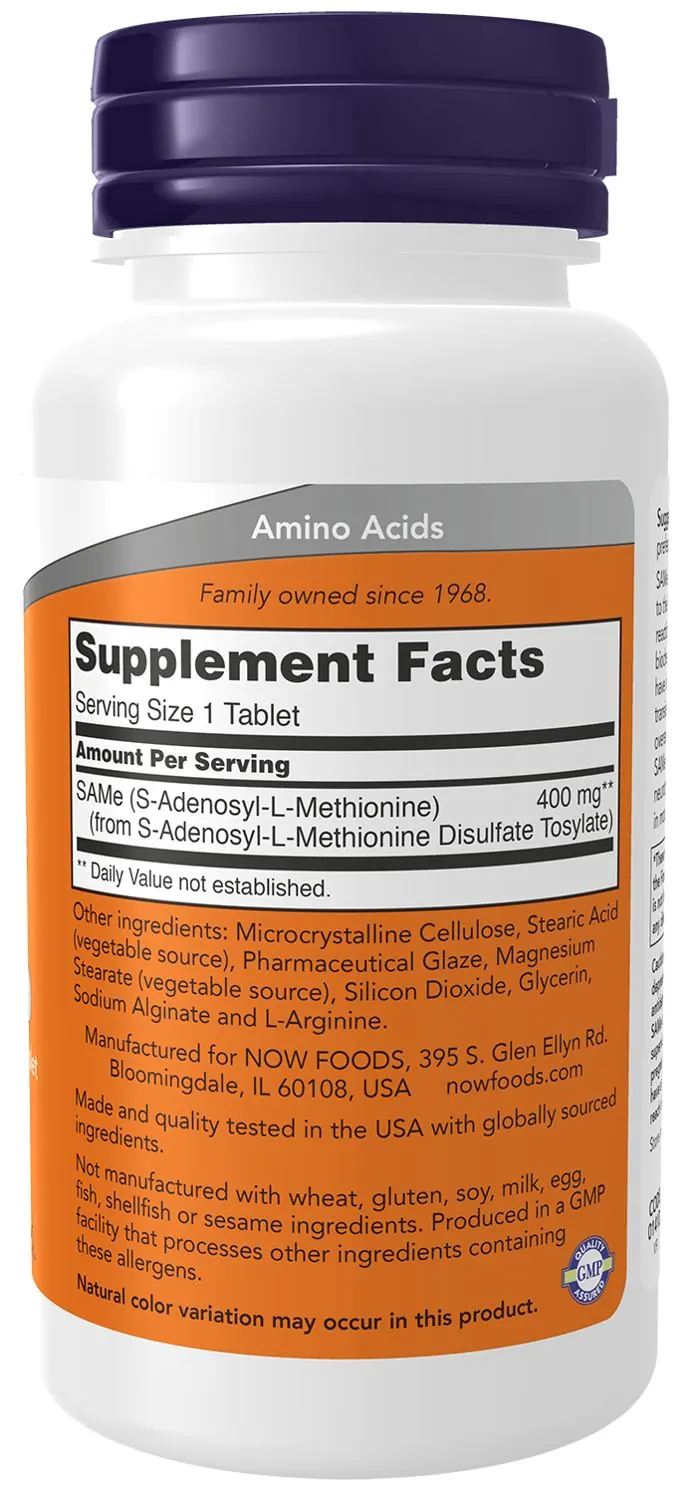 Amino Acids
Family owned since 1968.
Supplement Facts
Serving Size 1 Tablet
Amount Per Serving
SAMe (S-Adenosyl-L-Methionine) 400 mg**
(from S-Adenosyl-L-Methionine Disulfate Tosylate)
** Daily Value not established.
Other ingredients: Microcrystalline Cellulose, Stearic Acid
(vegetable source), Pharmaceutical Glaze, Magnesium
Stearate (vegetable source), Silicon Dioxide, Glycerin,
Sodium Alginate and L-Arginine.
Manufactured for NOW FOODS, 395 S. Glen Ellyn Rd.
Bloomingdale, IL 60108, USA nowfoods.com
Made and quality tested in the USA with globally sourced
ingredients.
Not manufactured with wheat, gluten, soy, milk, egg,
fish, shellfish or sesame ingredients. Produced in a GMP
facility that processes other ingredients containing
these allergens.
Natural color variation may occur in this product.
QUALITY
GMP
ASSURED